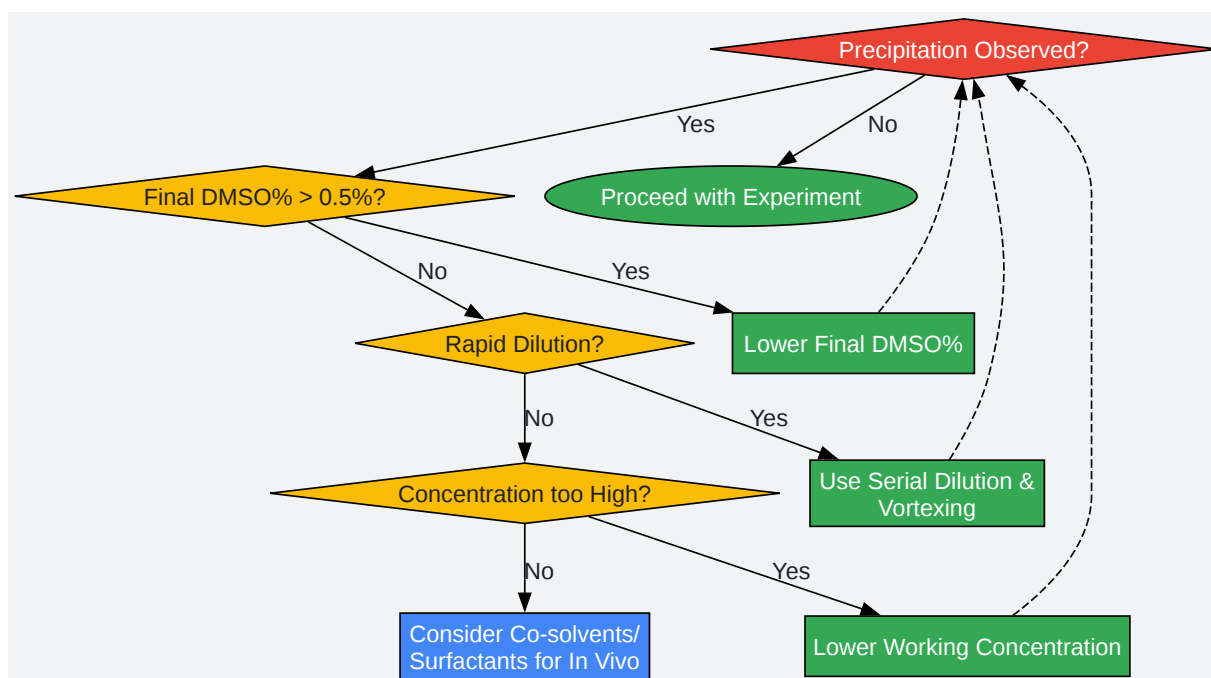 Precipitation Observed?
Yes
No
Final DMSO% > 0.5%?
Proceed with Experiment
No
Yes
Rapid Dilution?
Lower Final DMSO%
No
Yes
Concentration too High?
Use Serial Dilution &
Vortexing
No
Yes
Consider Co-solvents/
Surfactants for In Vivo
Lower Working Concentration